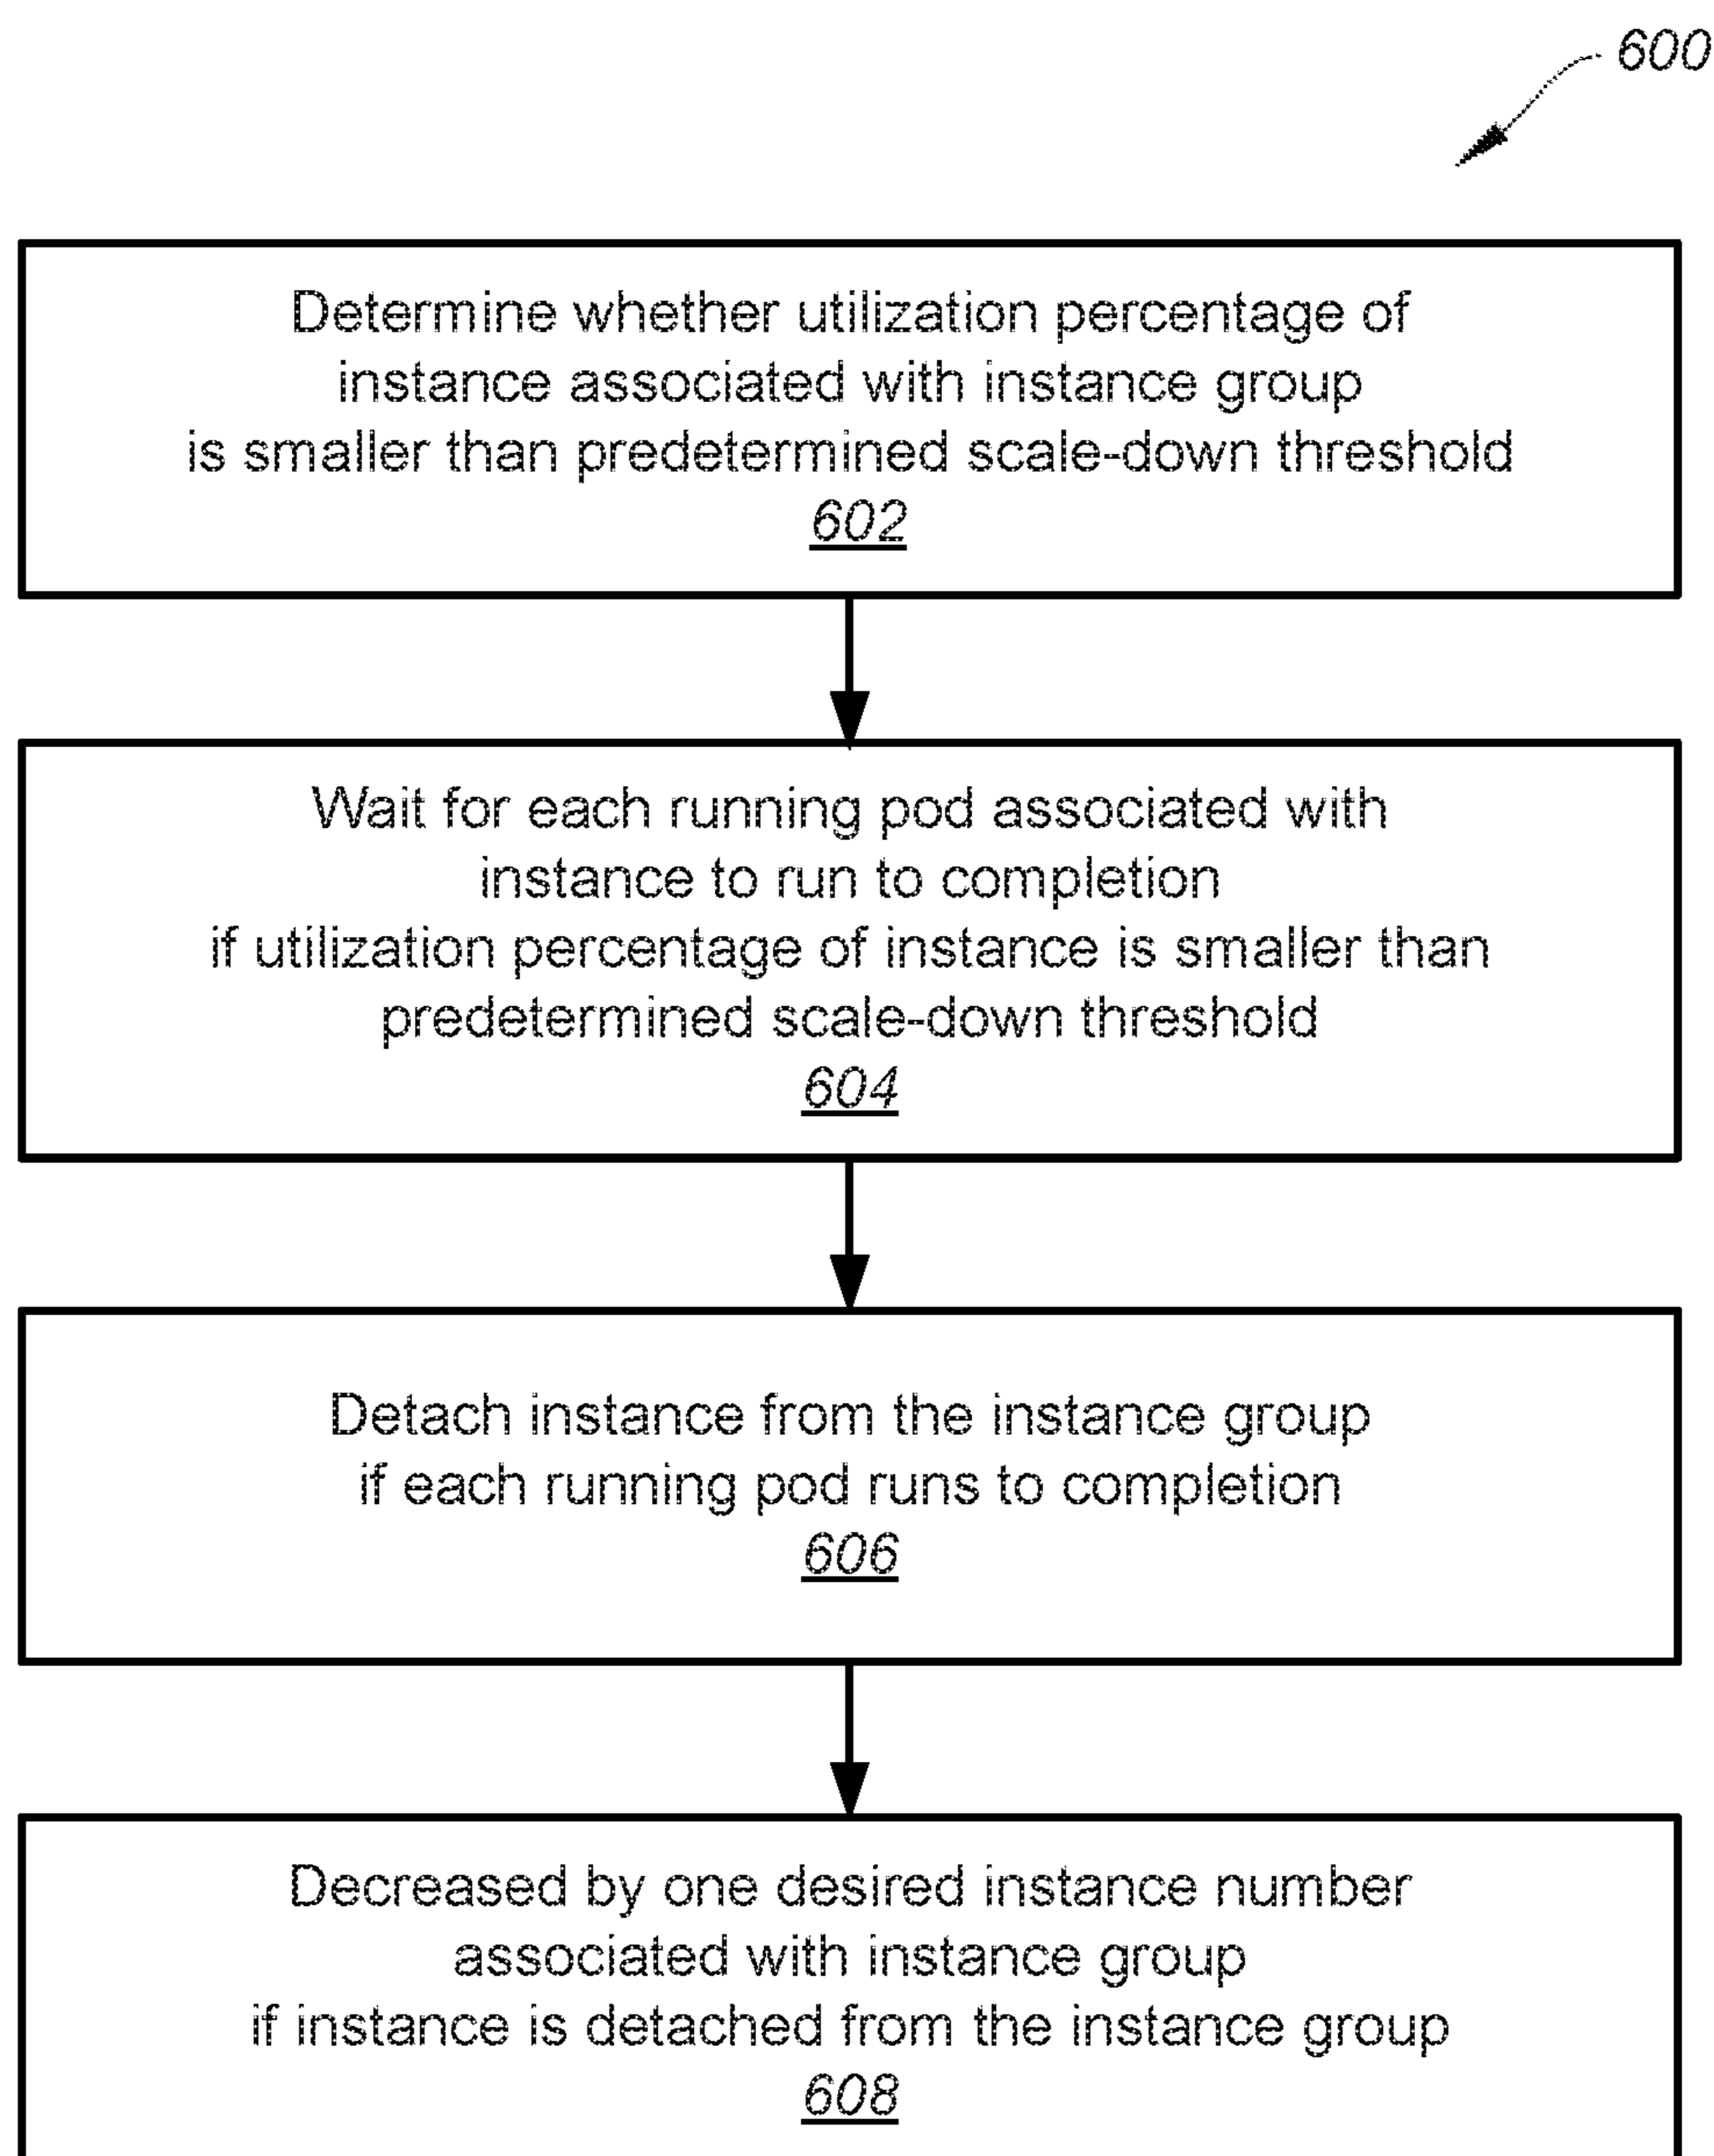 600
Determine whether utilization percentage of
instance associated with instance group
is smaller than predetermined scale-down threshold
602
Wait for each running pod associated with
instance to run to completion
if utilization percentage of instance is smaller than
predetermined scale-down threshold
604
Detach instance from the instance group
if each running pod runs to completion
606
Decreased by one desired instance number
associated with instance group
if instance is detached from the instance group
608